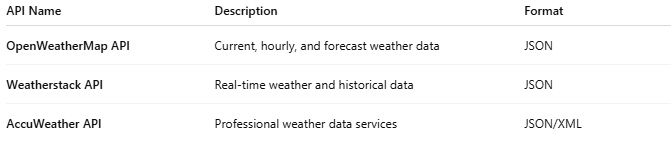 API Name Description Format
OpenWeatherMap API Current, hourly, and forecast weather data JSON
Weatherstack API Real-time weather and historical data JSON
AccuWeather API Professional weather data services JSON/XML